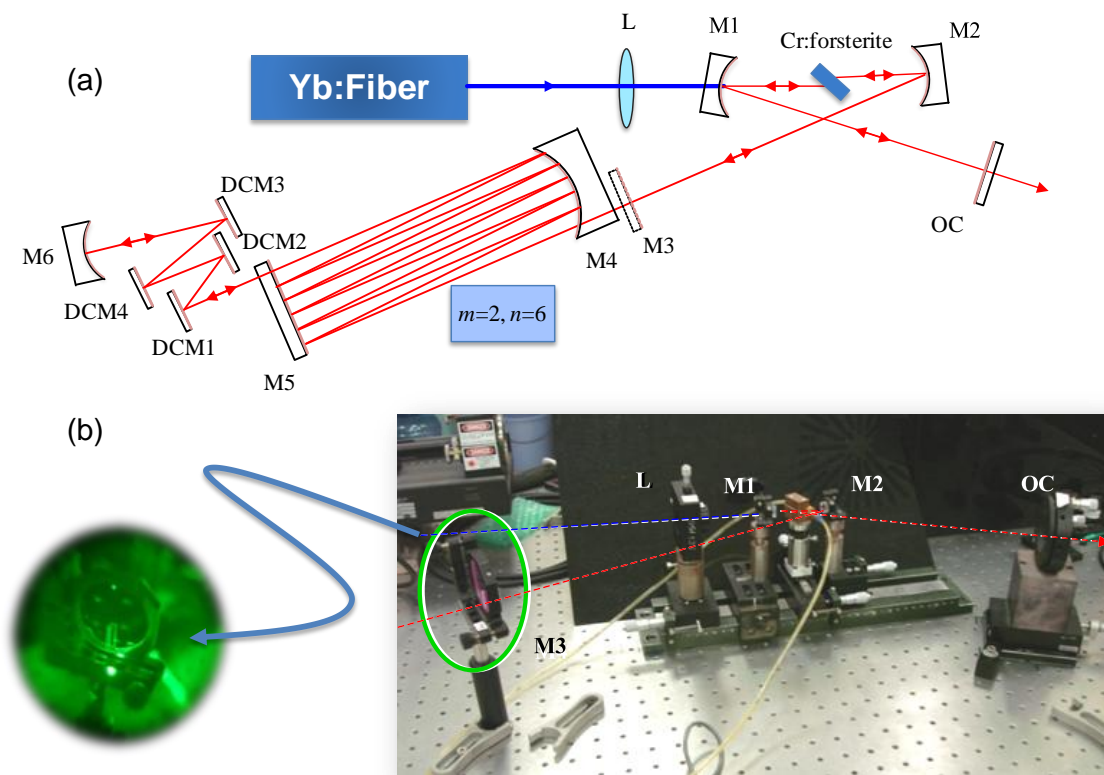 (a)
Yb:Fiber
L
M1
Cr:forsterite
M2
DCM3
DCM2
M6
DCM4
DCM1
M5
M4
M3
OC
m=2, n=6
(b)
L
M1
M2
OC
M3
DANGER